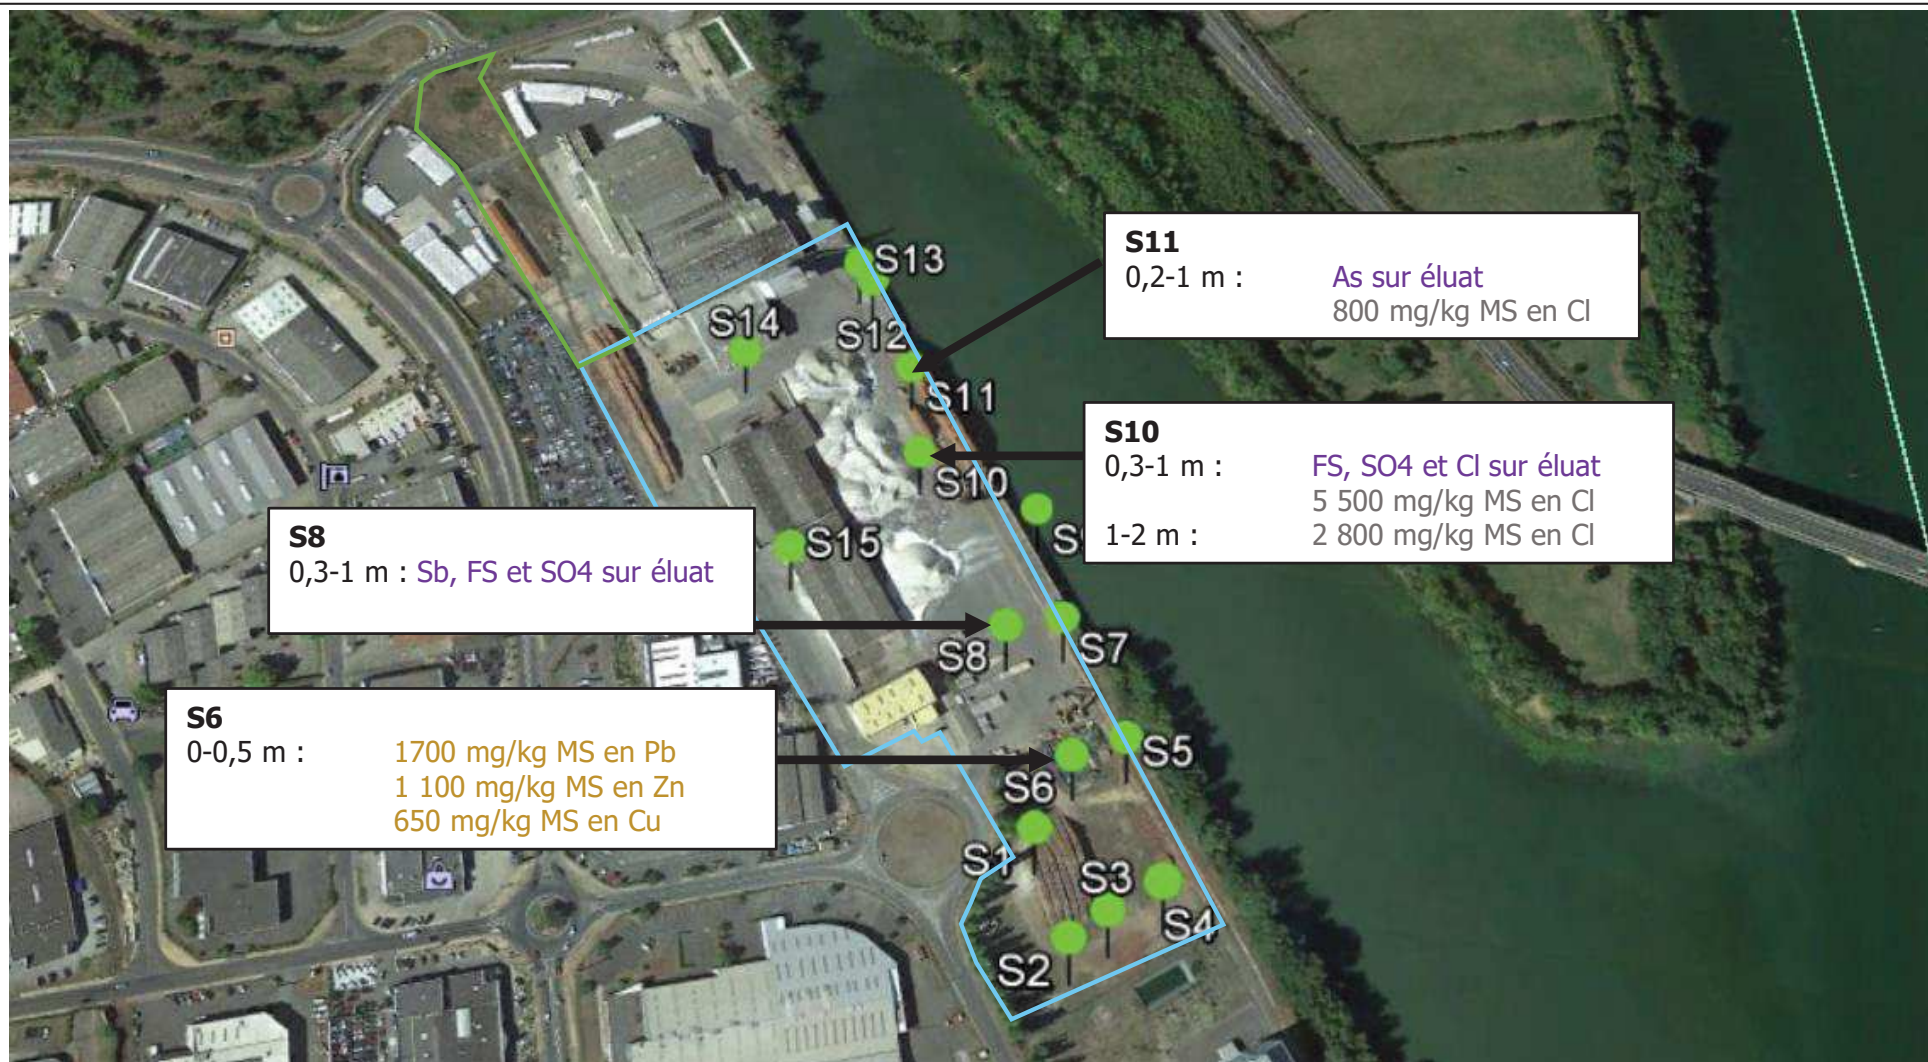 S13
S11
0,2-1 m : As sur éluat
800 mg/kg MS en Cl
S14
S12
S11
S10
0,3-1 m : FS, SO4 et Cl sur éluat
5 500 mg/kg MS en Cl
1-2 m : 2 800 mg/kg MS en Cl
S10
S8
0,3-1 m : Sb, FS et SO4 sur éluat
S15
S8
S7
S6
0-0,5 m : 1700 mg/kg MS en Pb
1 100 mg/kg MS en Zn
650 mg/kg MS en Cu
S5
S6
S1
S3
S4
S2